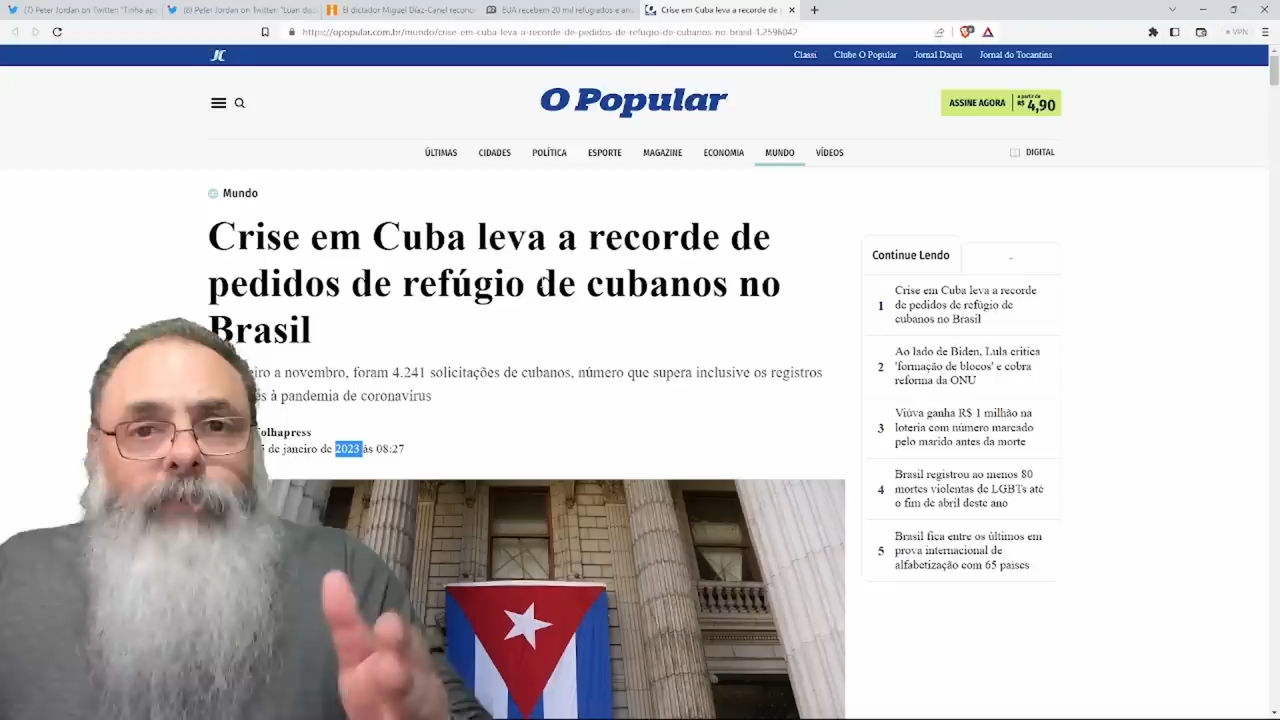 (7) Peter Jordan on Twitter: "Tinha ap
(8) Peter Jordan on Twitter: "Luan dis
El dictador Miguel Díaz-Canel recono
EUA recebem 20 mil refugiados e an
Crise em Cuba leva a recorde de
https://opopular.com.br/mundo/crise-em-cuba-leva-a-recorde-de-pedidos-de-refugio-de-cubanos-no-brasil-1.2596042
VPN
JC
Classi
Clube O Popular
Jornal Daqui
Jornal do Tocantins
O Popular
ASSINE AGORA
a partir de
R$ 4,90
ÚLTIMAS
CIDADES
POLÍTICA
ESPORTE
MAGAZINE
ECONOMIA
MUNDO
VÍDEOS
DIGITAL
Mundo
Crise em Cuba leva a recorde de
pedidos de refúgio de cubanos no
Brasil
iro a novembro, foram 4.241 solicitações de cubanos, número que supera inclusive os registros
à pandemia de coronavírus
Folhapress
de janeiro de 2023 às 08:27
Continue Lendo
-
1
Crise em Cuba leva a recorde
de pedidos de refúgio de
cubanos no Brasil
2
Ao lado de Biden, Lula critica
'formação de blocos' e cobra
reforma da ONU
3
Viúva ganha R$ 1 milhão na
loteria com número marcado
pelo marido antes da morte
4
Brasil registrou ao menos 80
mortes violentas de LGBTs até
o fim de abril deste ano
5
Brasil fica entre os últimos em
prova internacional de
alfabetização com 65 países